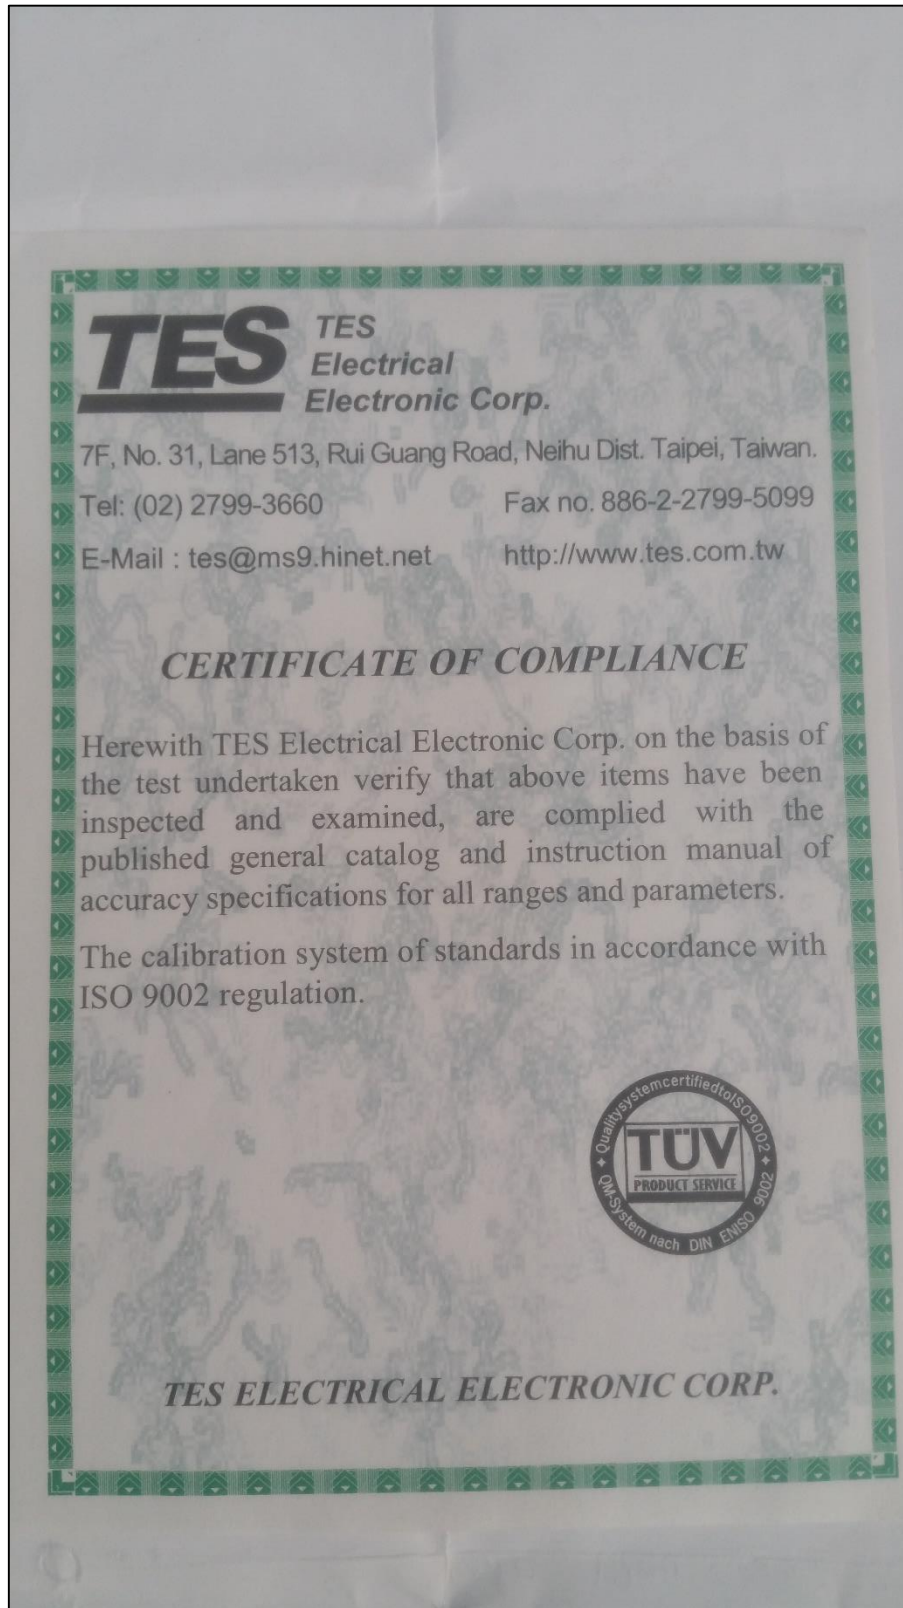 TES
TES
Electrical
Electronic Corp.
7F, No. 31, Lane 513, Rui Guang Road, Neihu Dist. Taipei, Taiwan.
Tel: (02) 2799-3660 Fax no. 886-2-2799-5099
E-Mail : tes@ms9.hinet.net http://www.tes.com.tw
CERTIFICATE OF COMPLIANCE
Herewith TES Electrical Electronic Corp. on the basis of
the test undertaken verify that above items have been
inspected and examined, are complied with the
published general catalog and instruction manual of
accuracy specifications for all ranges and parameters.
The calibration system of standards in accordance with
ISO 9002 regulation.
QualitysystemcertifiedtoISO9002
TÜV
PRODUCT SERVICE
QM-System nach DIN ENISO 9002
TES ELECTRICAL ELECTRONIC CORP.